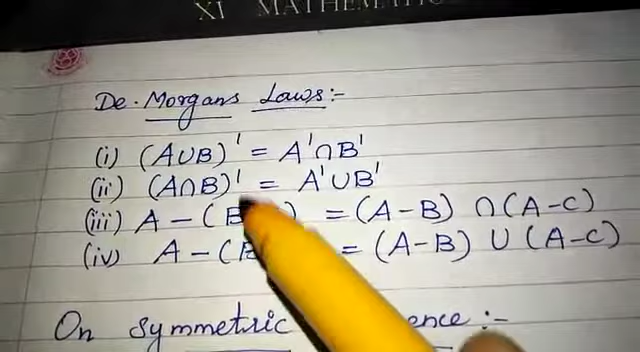 XI MATHEMATIC
De. Morgans Laws:-
(i) (A∪B)' = A'∩B'
(ii) (A∩B)' = A'∪B'
(iii) A - (B ) = (A-B) ∩ (A-C)
(iv) A - ( = (A-B) ∪ (A-C)
On Symmetric ence:-